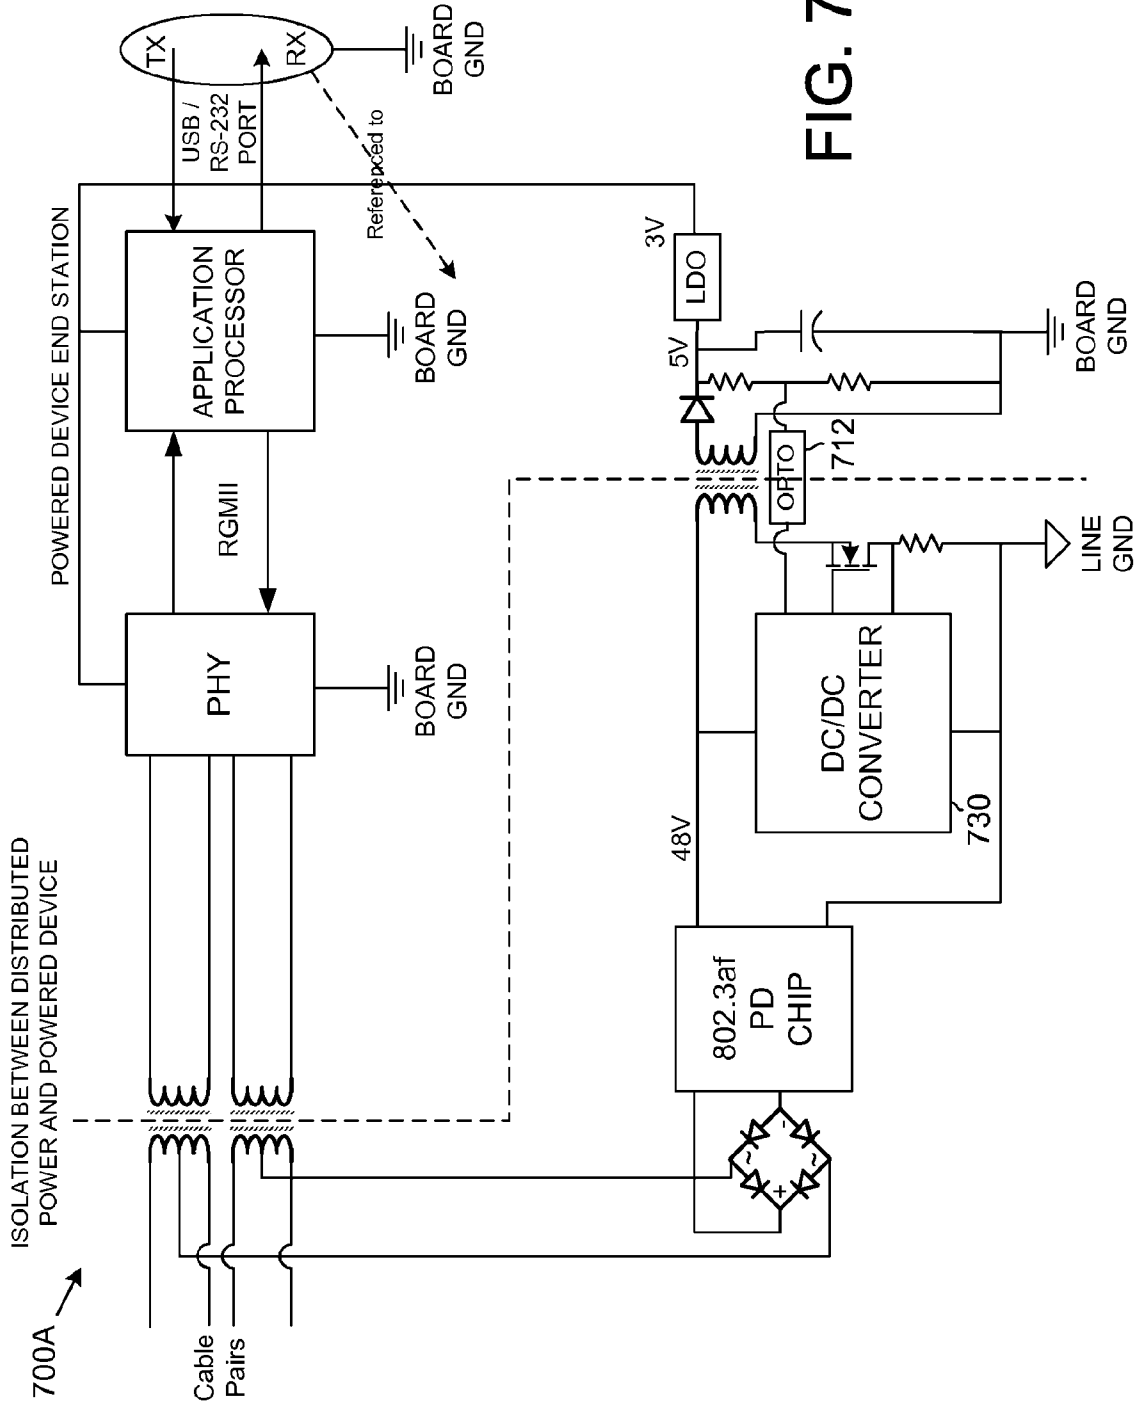 700A
ISOLATION BETWEEN DISTRIBUTED
POWER AND POWERED DEVICE
POWERED DEVICE END STATION
Cable
Pairs
PHY
BOARD
GND
RGMII
APPLICATION
PROCESSOR
BOARD
GND
USB /
RS-232
PORT
TX
RX
BOARD
GND
Referenced to
~
~
+
-
802.3af
PD
CHIP
48V
DC/DC
CONVERTER
730
LINE
GND
OPTO
712
5V
LDO
3V
BOARD
GND
FIG. 7